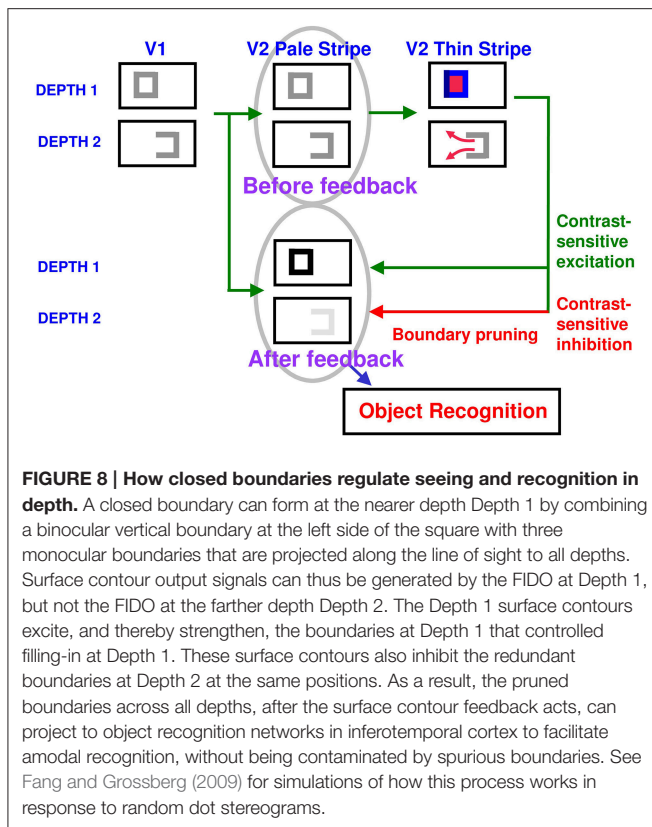 V1 V2 Pale Stripe V2 Thin Stripe
DEPTH 1
DEPTH 2
Before feedback
Contrast-
sensitive
excitation
DEPTH 1
DEPTH 2
Contrast-
sensitive
inhibition
Boundary pruning
After feedback
Object Recognition
FIGURE 8 | How closed boundaries regulate seeing and recognition in
depth. A closed boundary can form at the nearer depth Depth 1 by combining
a binocular vertical boundary at the left side of the square with three
monocular boundaries that are projected along the line of sight to all depths.
Surface contour output signals can thus be generated by the FIDO at Depth 1,
but not the FIDO at the farther depth Depth 2. The Depth 1 surface contours
excite, and thereby strengthen, the boundaries at Depth 1 that controlled
filling-in at Depth 1. These surface contours also inhibit the redundant
boundaries at Depth 2 at the same positions. As a result, the pruned
boundaries across all depths, after the surface contour feedback acts, can
project to object recognition networks in inferotemporal cortex to facilitate
amodal recognition, without being contaminated by spurious boundaries. See
Fang and Grossberg (2009) for simulations of how this process works in
response to random dot stereograms.